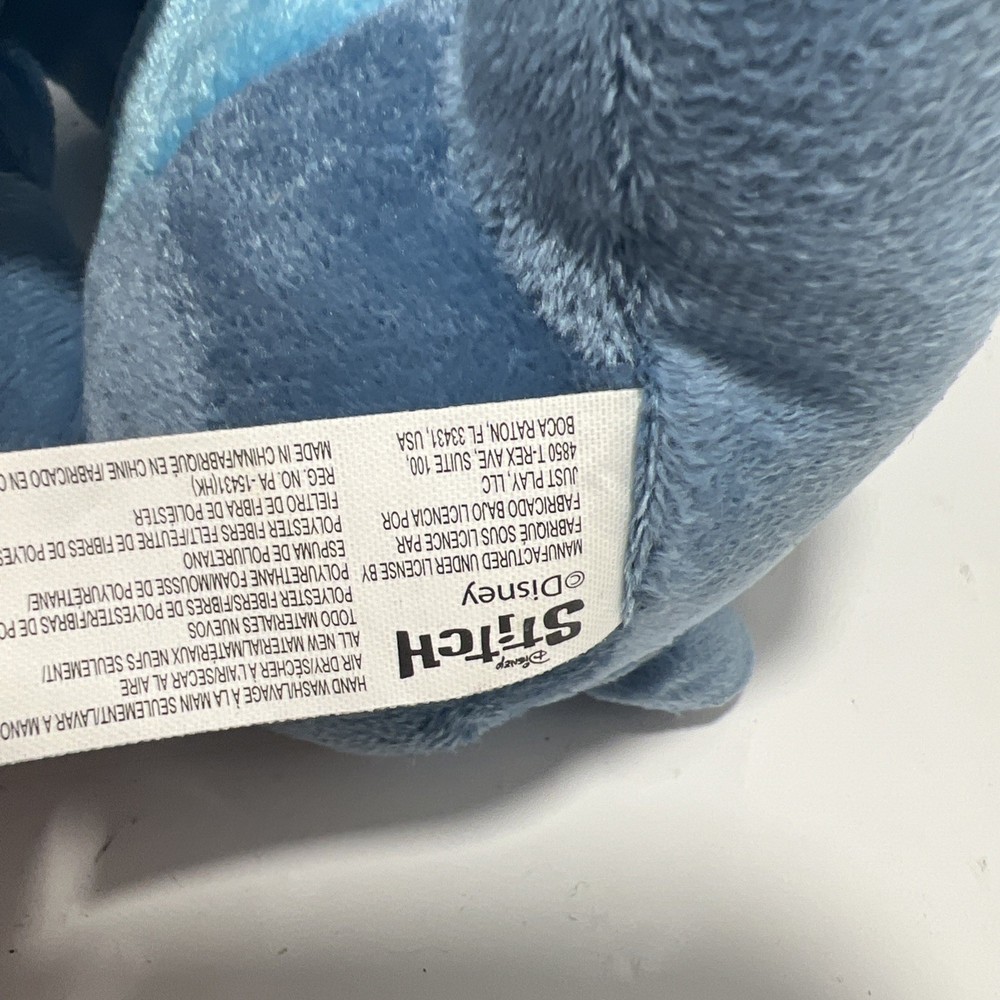 Disney
Stitch
©Disney
MANUFACTURED UNDER LICENSE BY
FABRIQUÉ SOUS LICENCE PAR
FABRICADO BAJO LICENCIA POR
JUST PLAY, LLC
4850 T-REX AVE, SUITE 100,
BOCA RATON, FL 33431, USA
HAND WASH/LAVAGE À LA MAIN SEULEMENT/LAVAR A MANO
AIR DRY/SÉCHER À L'AIR/SECAR AL AIRE
ALL NEW MATERIAL/MATÉRIAUX NEUFS SEULEMENT/
TODO MATERIALES NUEVOS
POLYESTER FIBERS/FIBRES DE POLYESTER/FIBRAS DE
POLYURETHANE FOAM/MOUSSE DE POLYURÉTHANE/
ESPUMA DE POLIURETANO
POLYESTER FIBERS FELT/FEUTRE DE FIBRES DE
FIELTRO DE FIBRA DE POLIÉSTER
REG. NO. PA-15431(HK)
MADE IN CHINA/FABRIQUÉ EN CHINE /FABRICADO EN